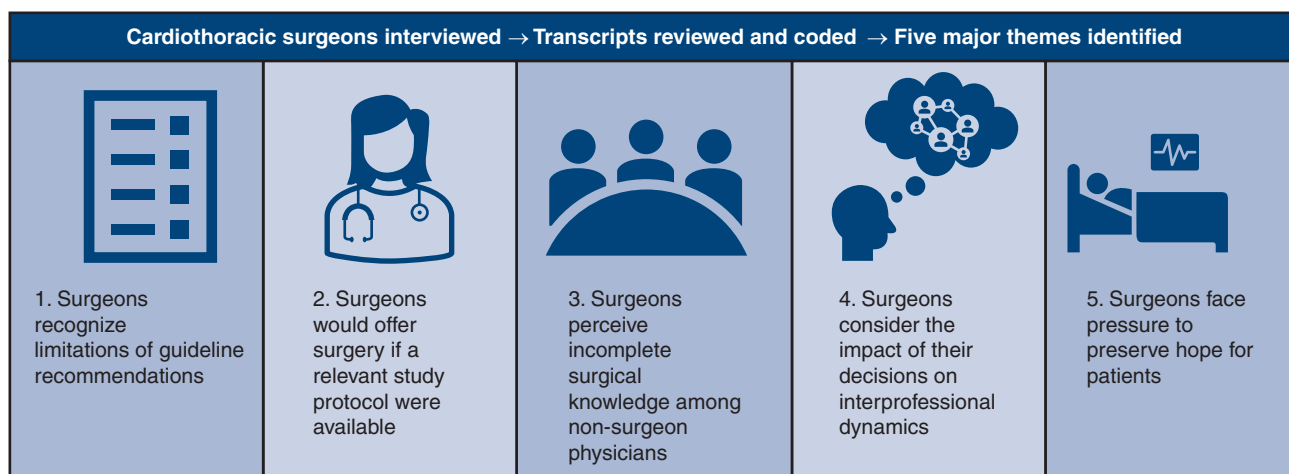 Cardiothoracic surgeons interviewed → Transcripts reviewed and coded → Five major themes identified
1. Surgeons
recognize
limitations of guideline
recommendations
2. Surgeons
would offer
surgery if a
relevant study
protocol were
available
3. Surgeons
perceive
incomplete
surgical
knowledge among
non-surgeon
physicians
4. Surgeons
consider the
impact of their
decisions on
interprofessional
dynamics
5. Surgeons face
pressure to
preserve hope for
patients